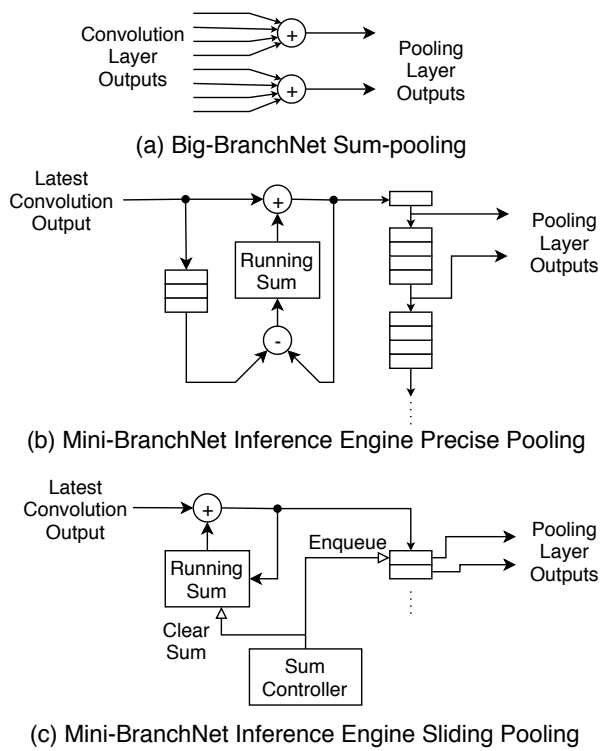 Convolution
Layer
Outputs
+
+
Pooling
Layer
Outputs
(a) Big-BranchNet Sum-pooling
Latest
Convolution
Output
+
Running
Sum
-
Pooling
Layer
Outputs
(b) Mini-BranchNet Inference Engine Precise Pooling
Latest
Convolution
Output
+
Running
Sum
Enqueue
Clear
Sum
Sum
Controller
Pooling
Layer
Outputs
(c) Mini-BranchNet Inference Engine Sliding Pooling